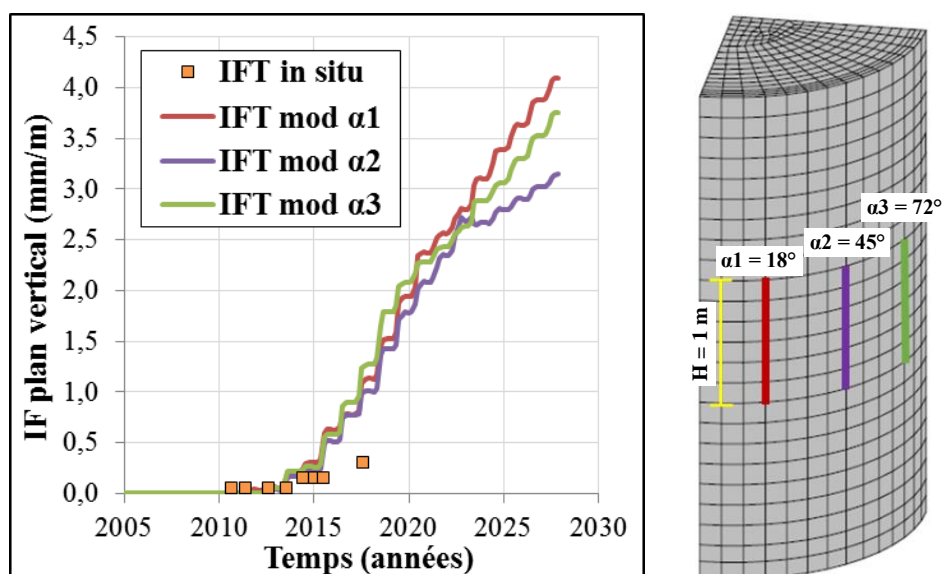 IF plan vertical (mm/m)
4,5
4,0
3,5
3,0
2,5
2,0
1,5
1,0
0,5
0,0
IFT in situ
IFT mod α1
IFT mod α2
IFT mod α3
2005 2010 2015 2020 2025 2030
Temps (années)
α1 = 18°
α2 = 45°
α3 = 72°
H = 1 m